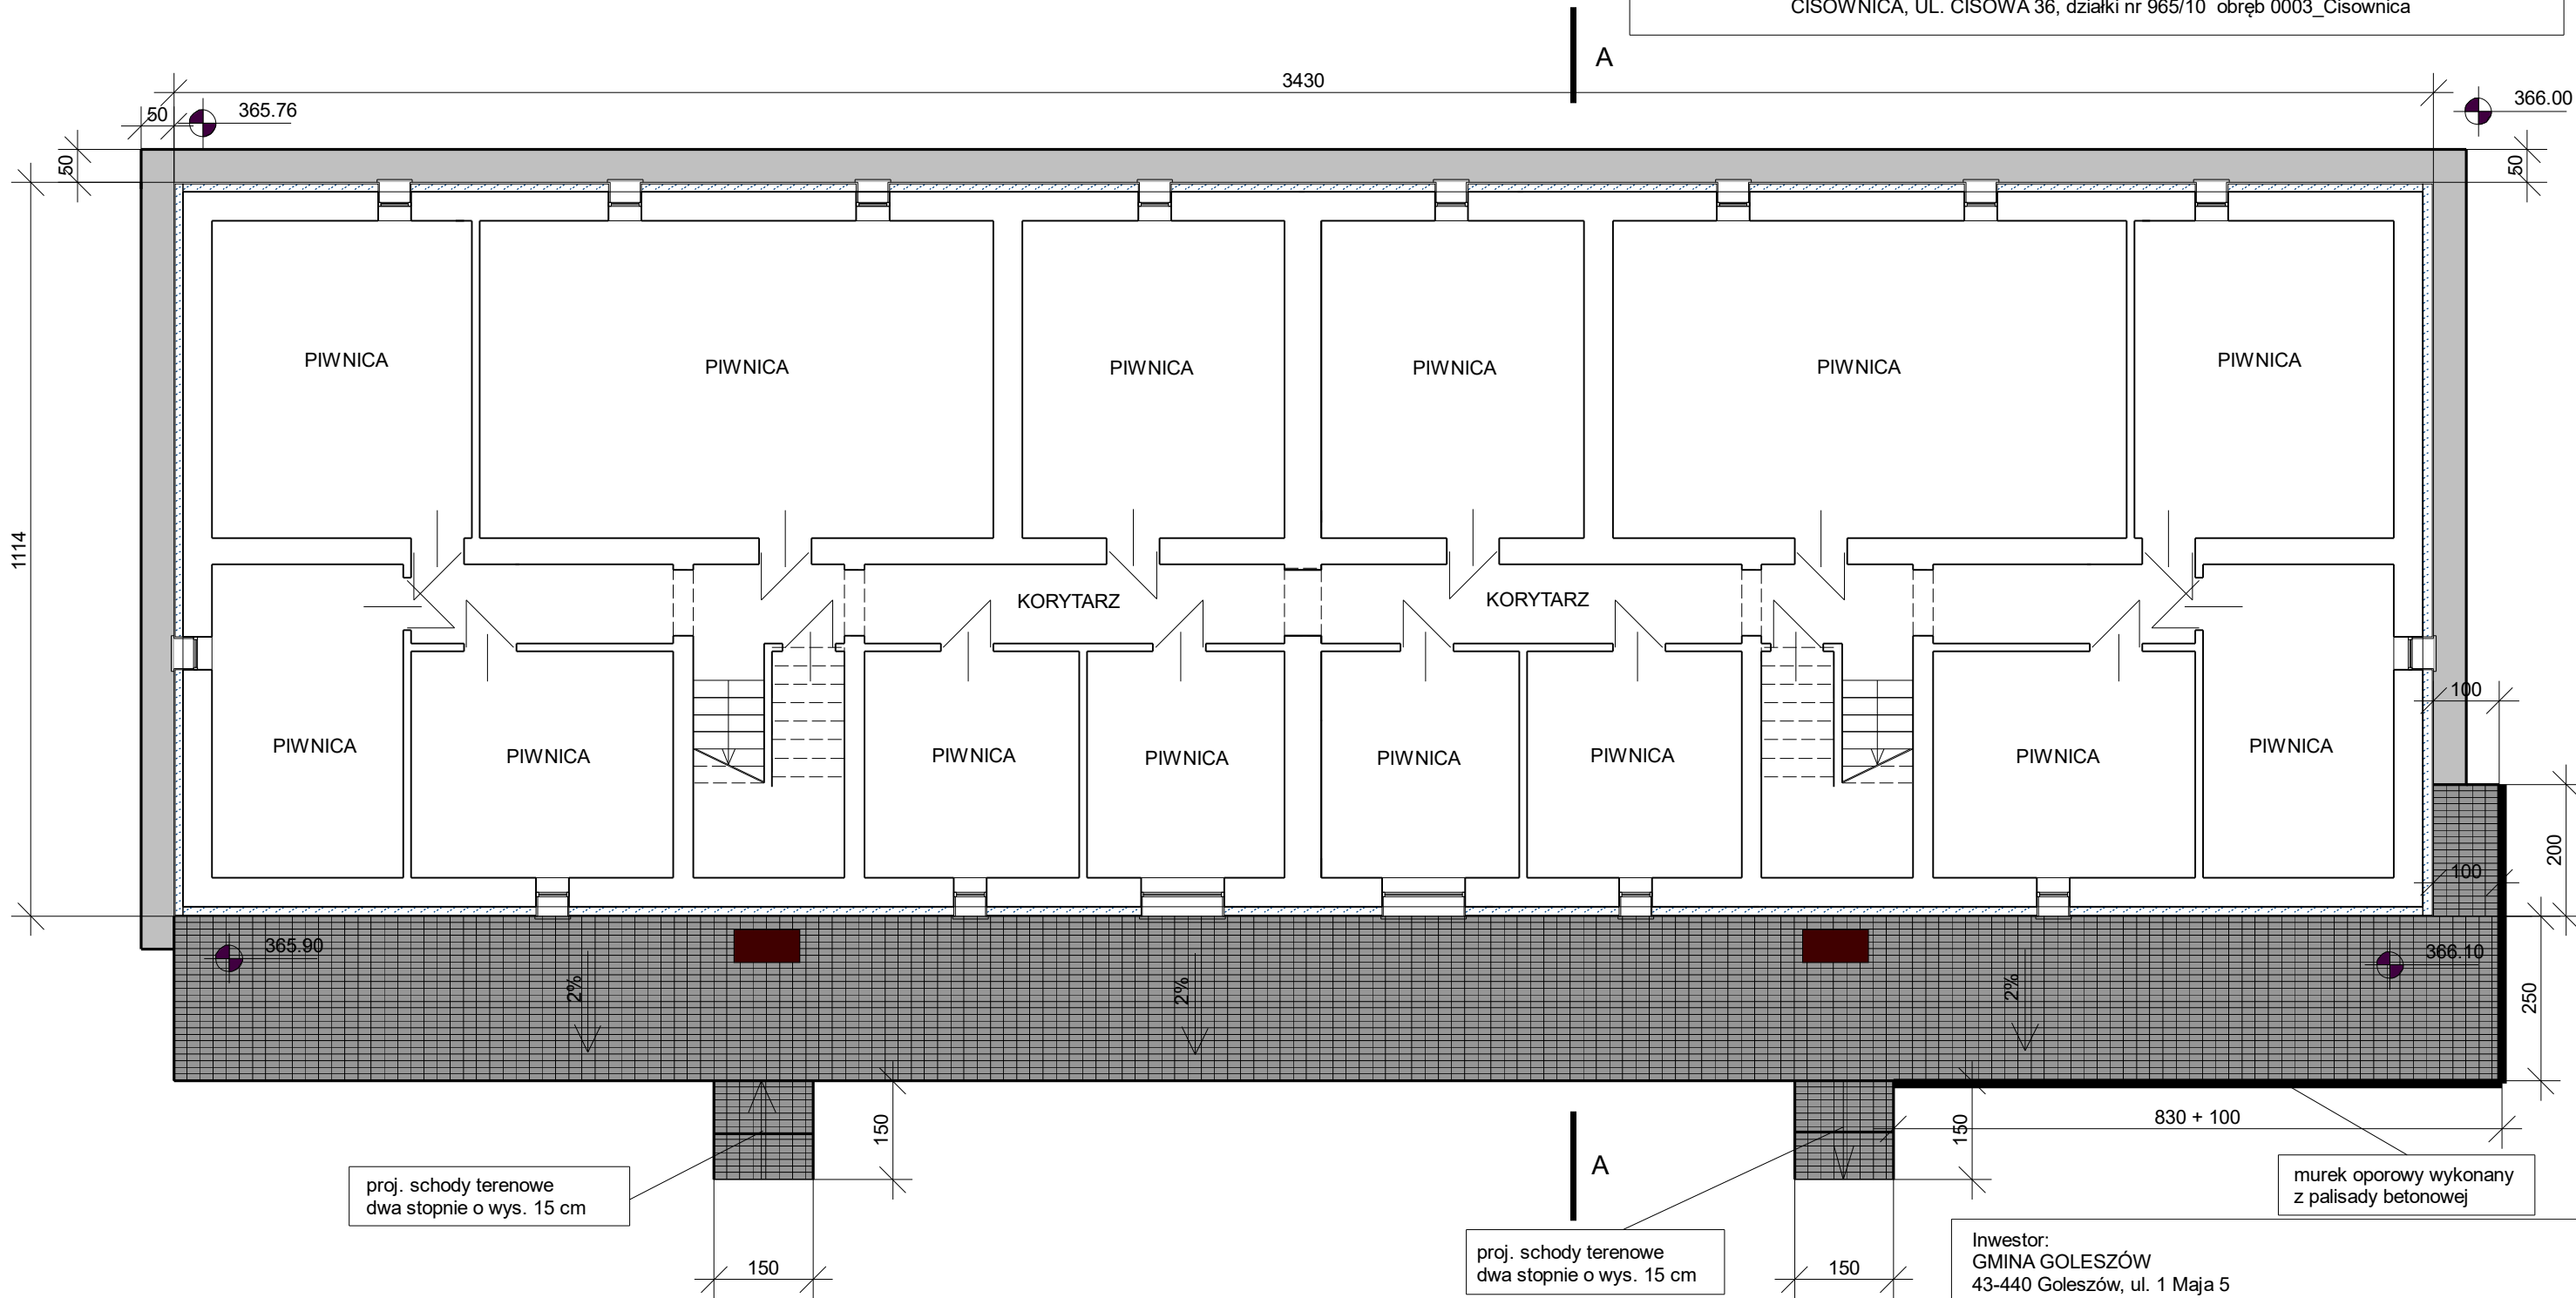 CISOWNICA, UL. CISOWA 36, działki nr 965/10  obręb 0003_Cisownica
A
3430
50
365.76
366.00
50
50
1114
PIWNICA
PIWNICA
PIWNICA
PIWNICA
PIWNICA
PIWNICA
KORYTARZ
KORYTARZ
100
PIWNICA
PIWNICA
PIWNICA
PIWNICA
PIWNICA
PIWNICA
PIWNICA
PIWNICA
200
100
365.90
366.10
2%
2%
2%
250
150
150
830 + 100
A
proj. schody terenowe
dwa stopnie o wys. 15 cm
murek oporowy wykonany
z palisady betonowej
proj. schody terenowe
dwa stopnie o wys. 15 cm
150
150
Inwestor:
GMINA GOLESZÓW
43-440 Goleszów, ul. 1 Maja 5